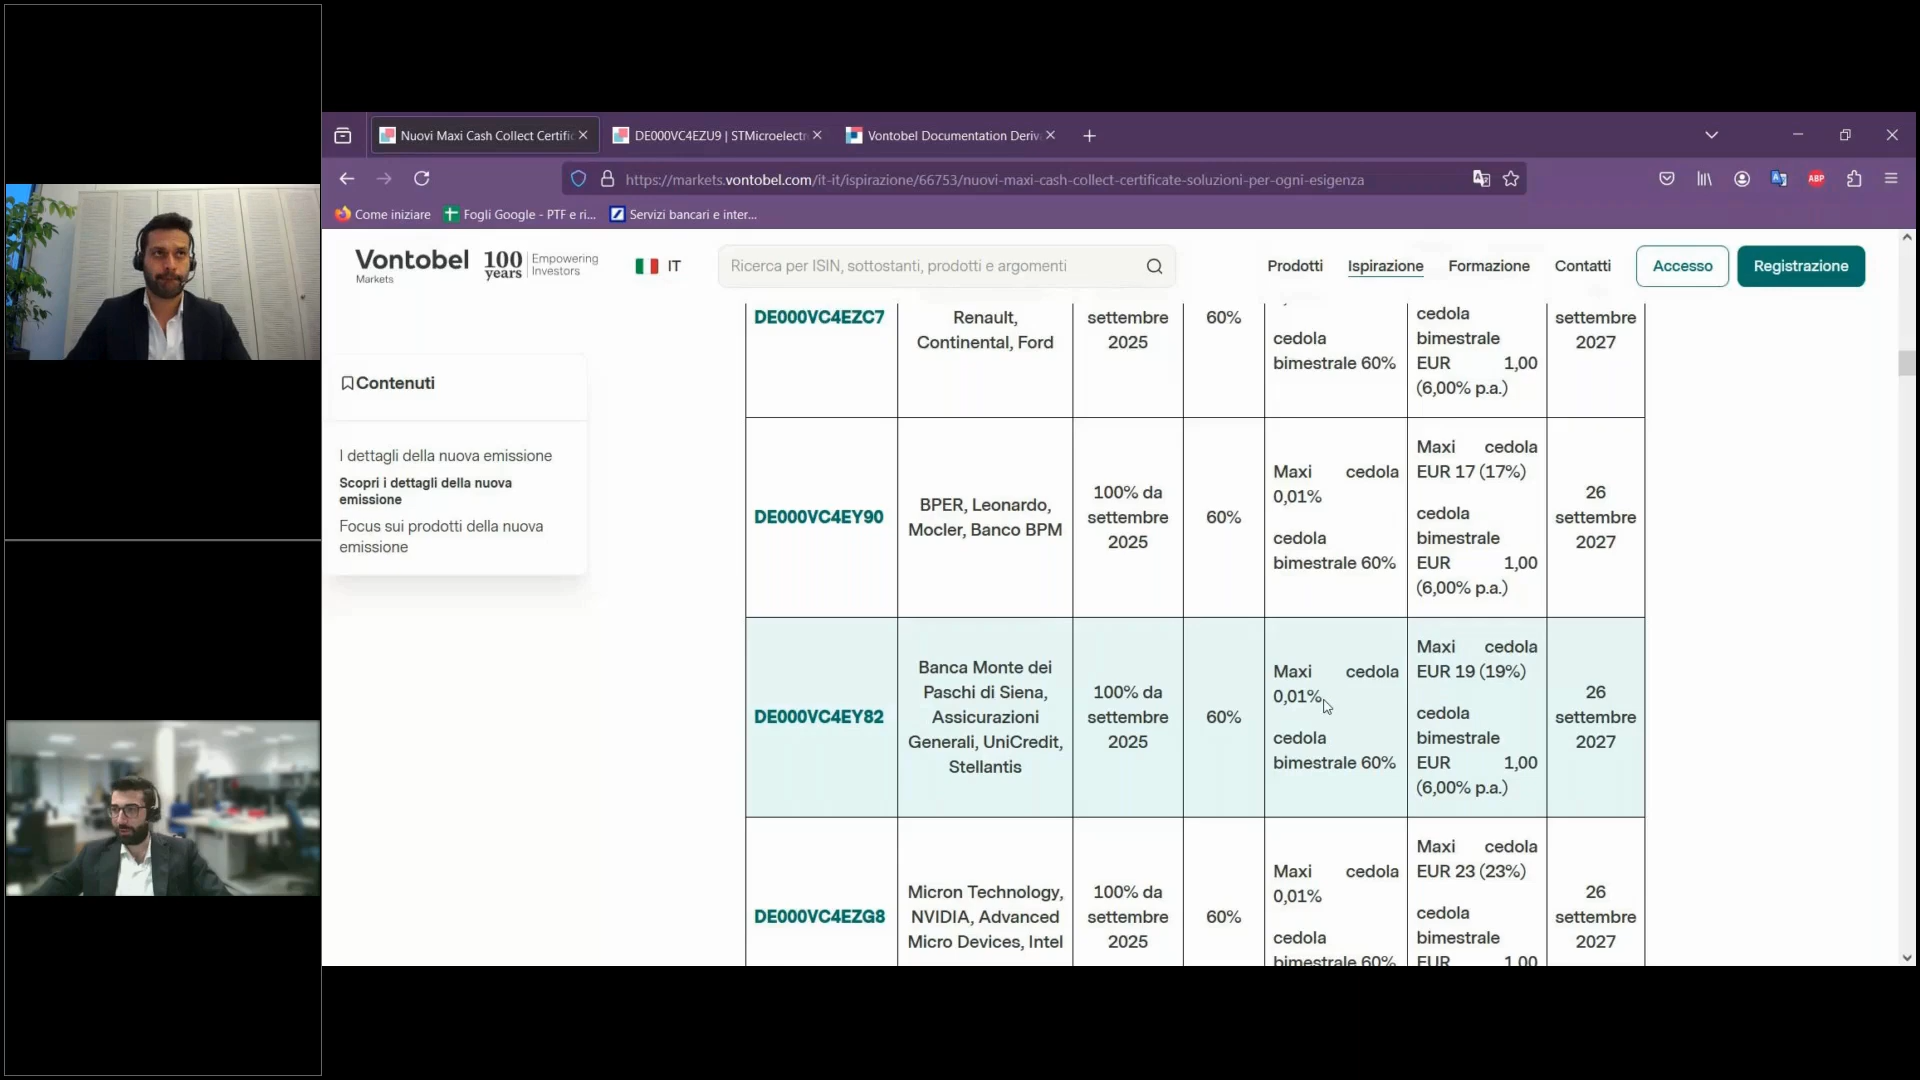 Nuovi Maxi Cash Collect Certific
DE000VC4EZU9 | STMicroelectr
Vontobel Documentation Deriv
https://markets.vontobel.com/it-it/ispirazione/66753/nuovi-maxi-cash-collect-certificate-soluzioni-per-ogni-esigenza
ABP
Come iniziare
Fogli Google - PTF e ri...
Servizi bancari e inter...
Vontobel
Markets
100
years
Empowering
Investors
IT
Ricerca per ISIN, sottostanti, prodotti e argomenti
Prodotti
Ispirazione
Formazione
Contatti
Accesso
Registrazione
Contenuti
I dettagli della nuova emissione
Scopri i dettagli della nuova
emissione
Focus sui prodotti della nuova
emissione
DE000VC4EZC7
Renault,
Continental, Ford
settembre
2025
60%
cedola
bimestrale 60%
cedola
bimestrale
EUR 1,00
(6,00% p.a.)
settembre
2027
DE000VC4EY90
BPER, Leonardo,
Mocler, Banco BPM
100% da
settembre
2025
60%
Maxi cedola
0,01%
cedola
bimestrale 60%
Maxi cedola
EUR 17 (17%)
cedola
bimestrale
EUR 1,00
(6,00% p.a.)
26
settembre
2027
DE000VC4EY82
Banca Monte dei
Paschi di Siena,
Assicurazioni
Generali, UniCredit,
Stellantis
100% da
settembre
2025
60%
Maxi cedola
0,01%
cedola
bimestrale 60%
Maxi cedola
EUR 19 (19%)
cedola
bimestrale
EUR 1,00
(6,00% p.a.)
26
settembre
2027
DE000VC4EZG8
Micron Technology,
NVIDIA, Advanced
Micro Devices, Intel
100% da
settembre
2025
60%
Maxi cedola
0,01%
cedola
bimestrale 60%
Maxi cedola
EUR 23 (23%)
cedola
bimestrale
EUR 1,00
26
settembre
2027